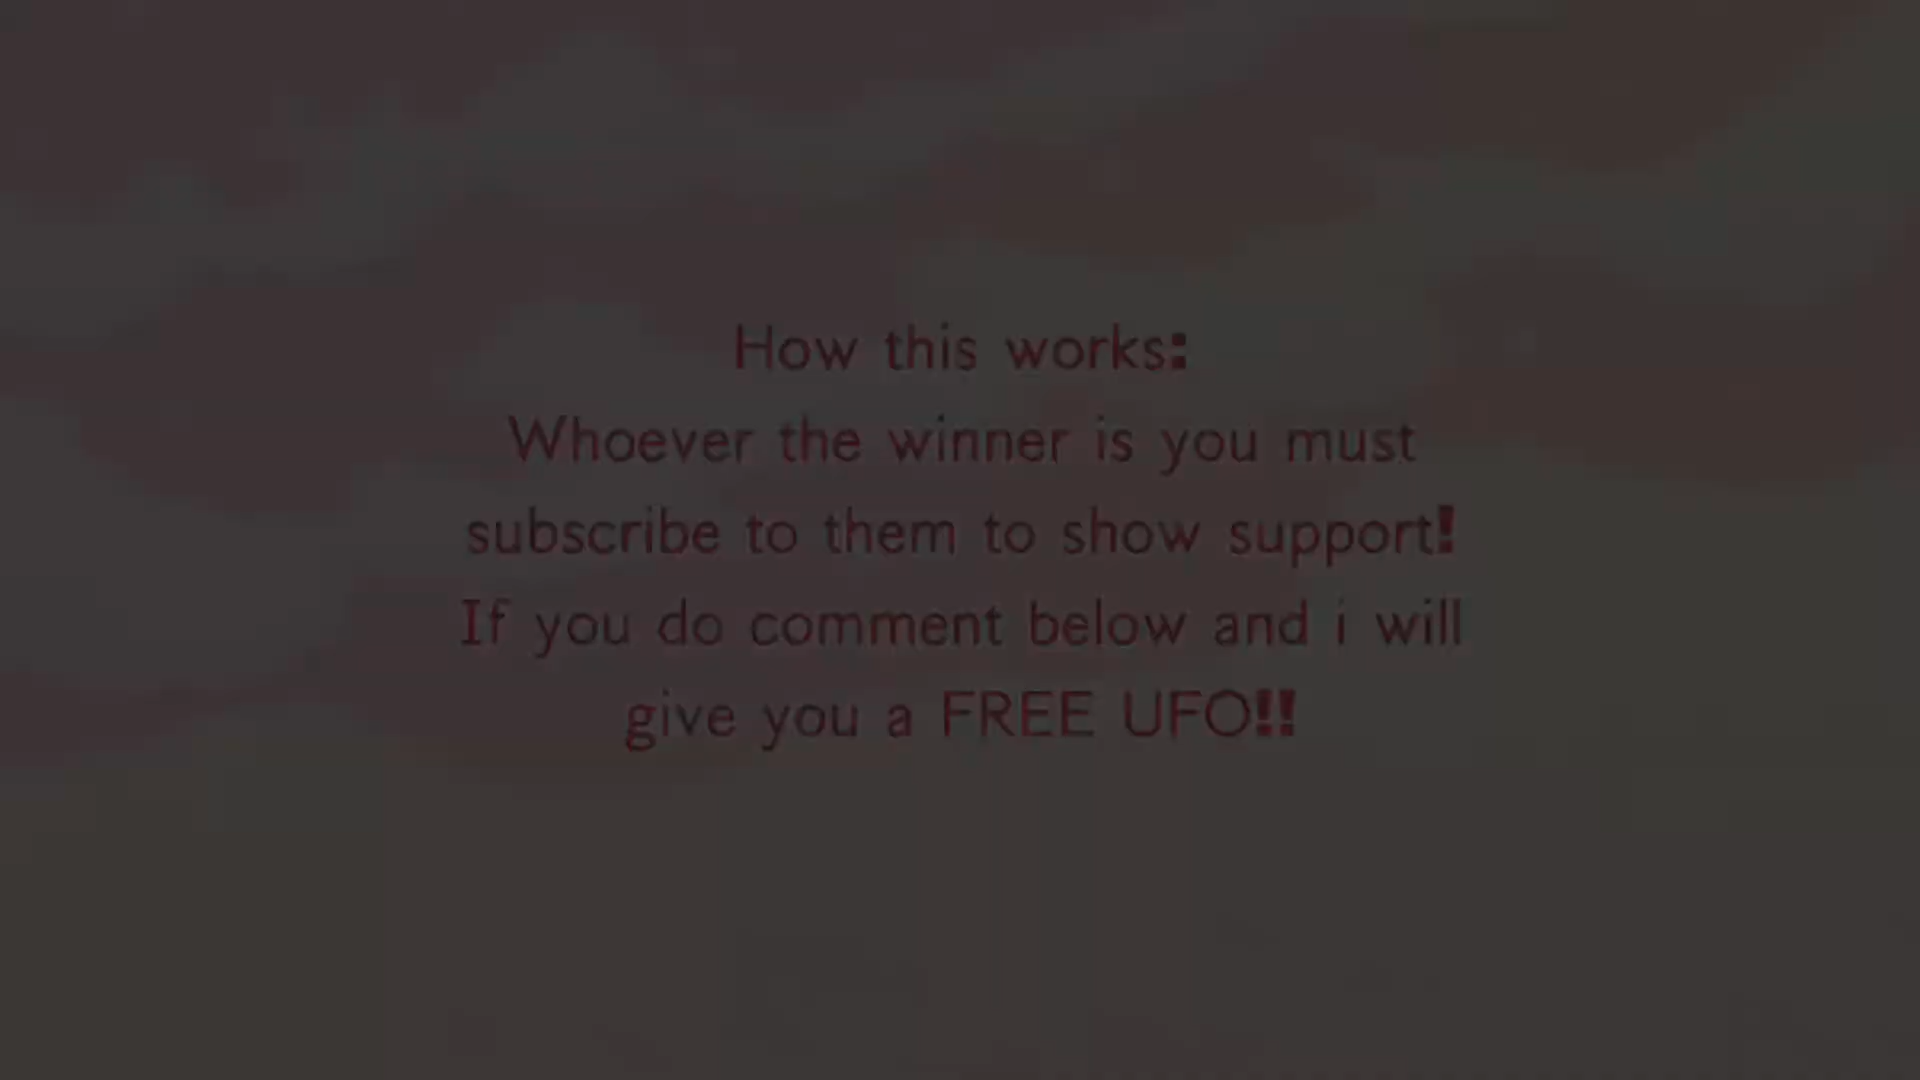 How this works:
Whoever the winner is you must
subscribe to them to show support!
If you do comment below and i will
give you a FREE UFO!!